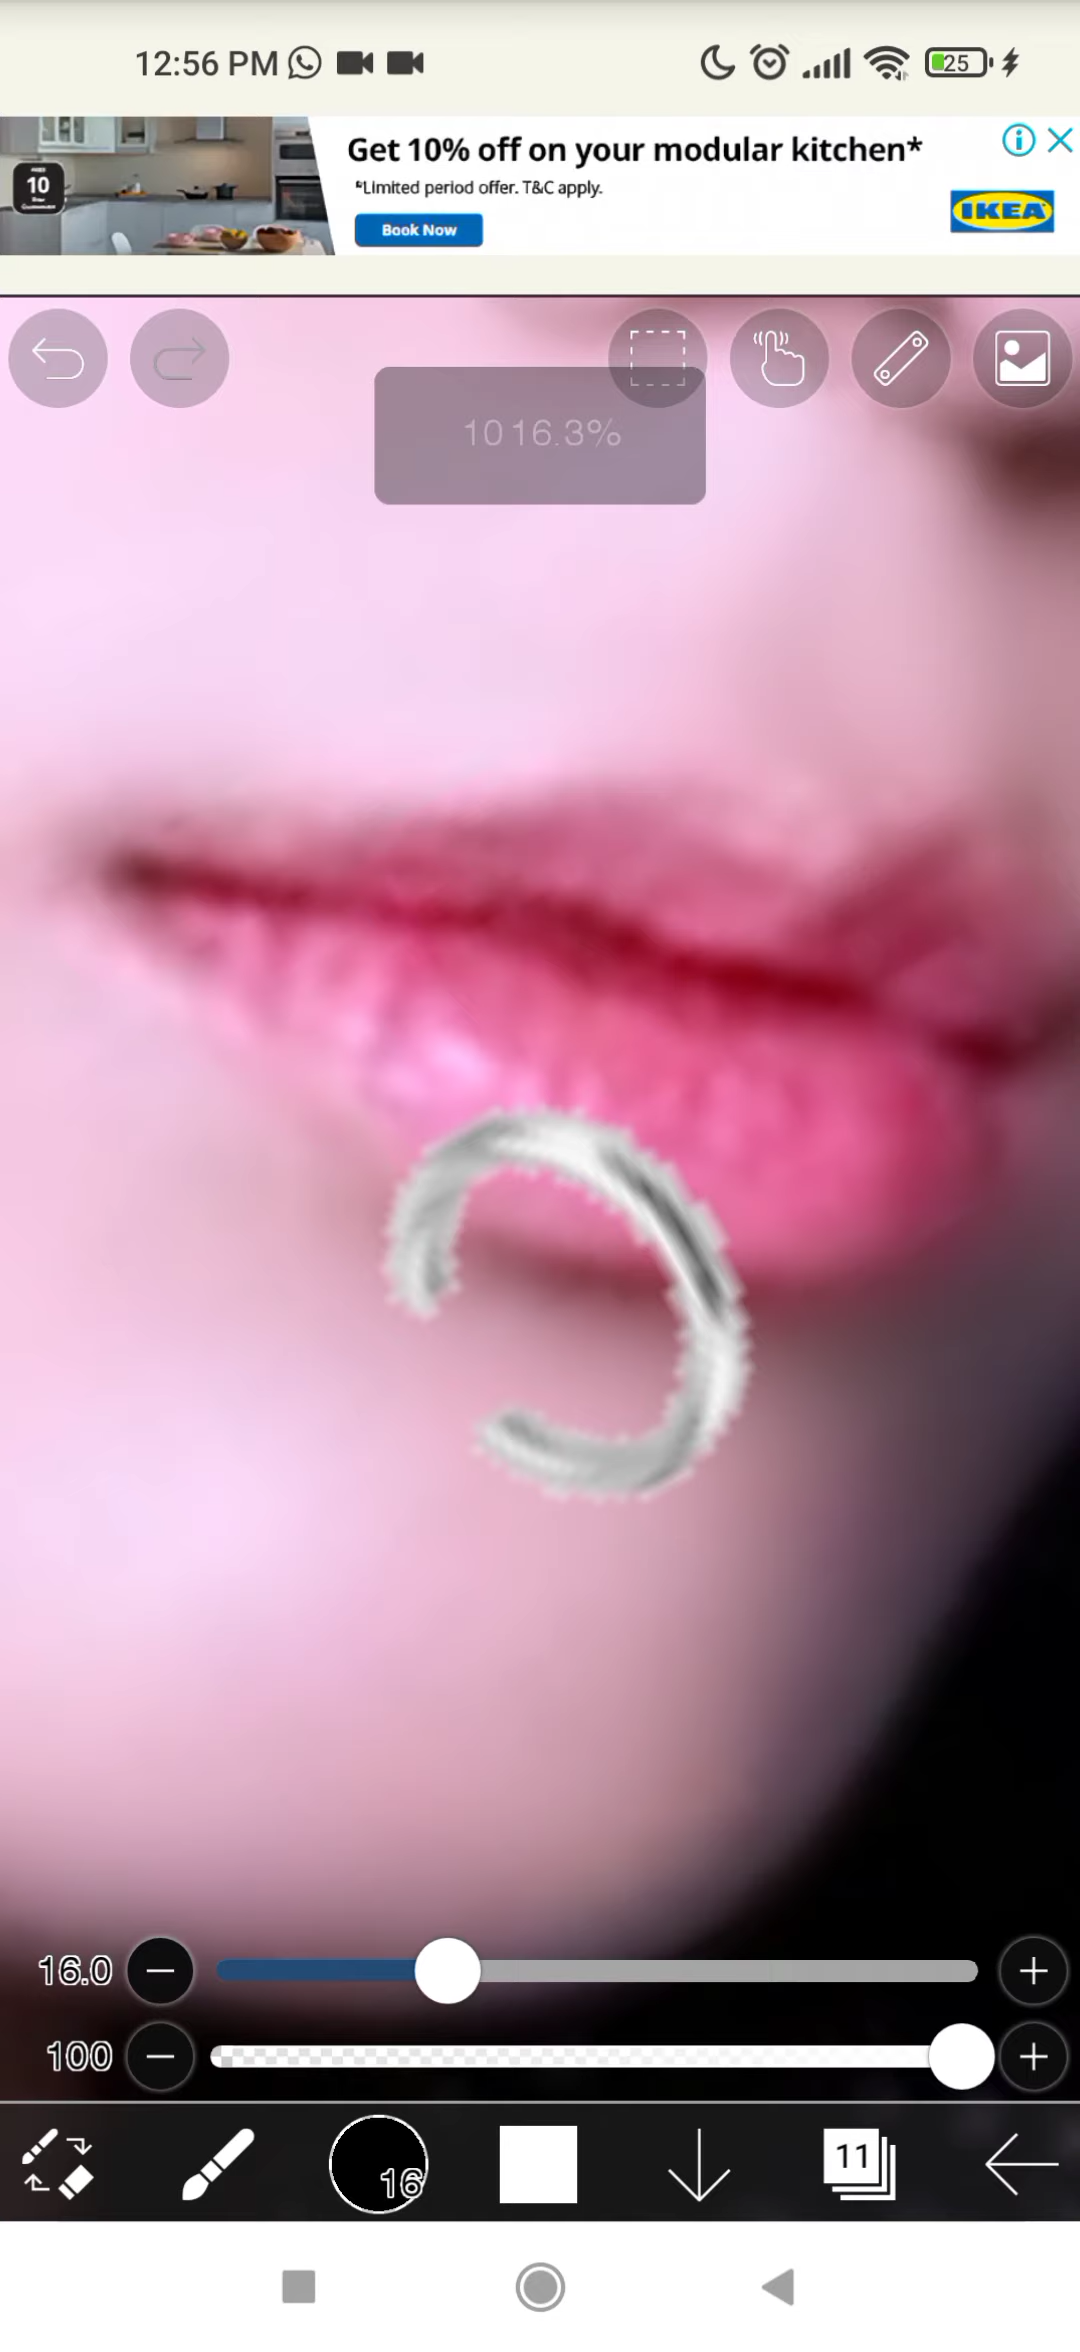 12:56 PM
25
Get 10% off on your modular kitchen*
*Limited period offer. T&C apply.
10
Book Now
IKEA
1016.3%
16.0
100
16
11